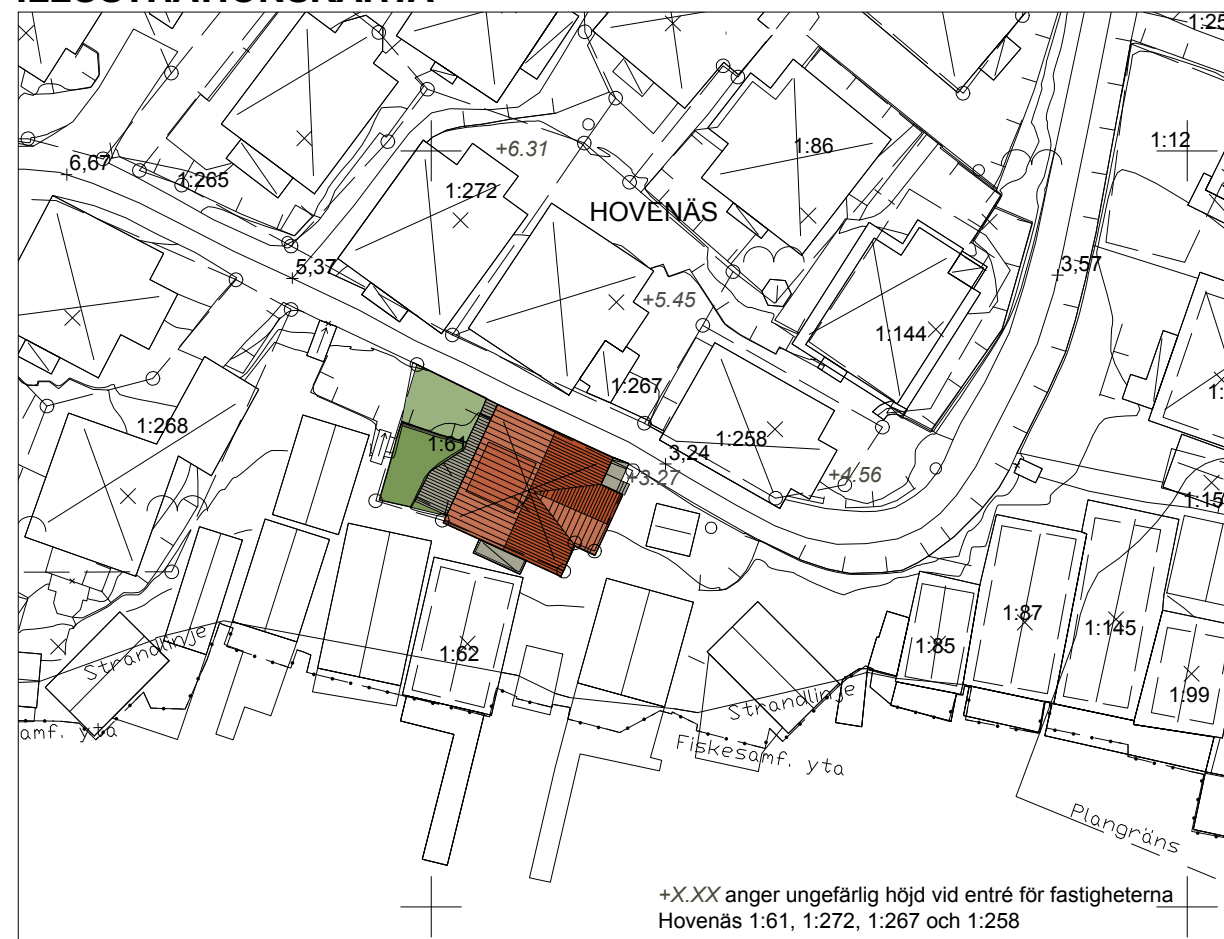 ILLUSTRATIONSKARTA
1:25
1:12
1:86
+6.31
6,67
1:265
1:272
HOVENÄS
5,37
3,57
+5.45
1:144
1:267
1:268
1:61
1:258
3,24
+3.27
+4.56
1:15
1:87
1:145
1:85
1:62
1:99
Strandlinje
Strandlinje
amf. yta
Fiskesamf. yta
Plangräns
+X.XX anger ungefärlig höjd vid entré för fastigheterna
Hovenäs 1:61, 1:272, 1:267 och 1:258